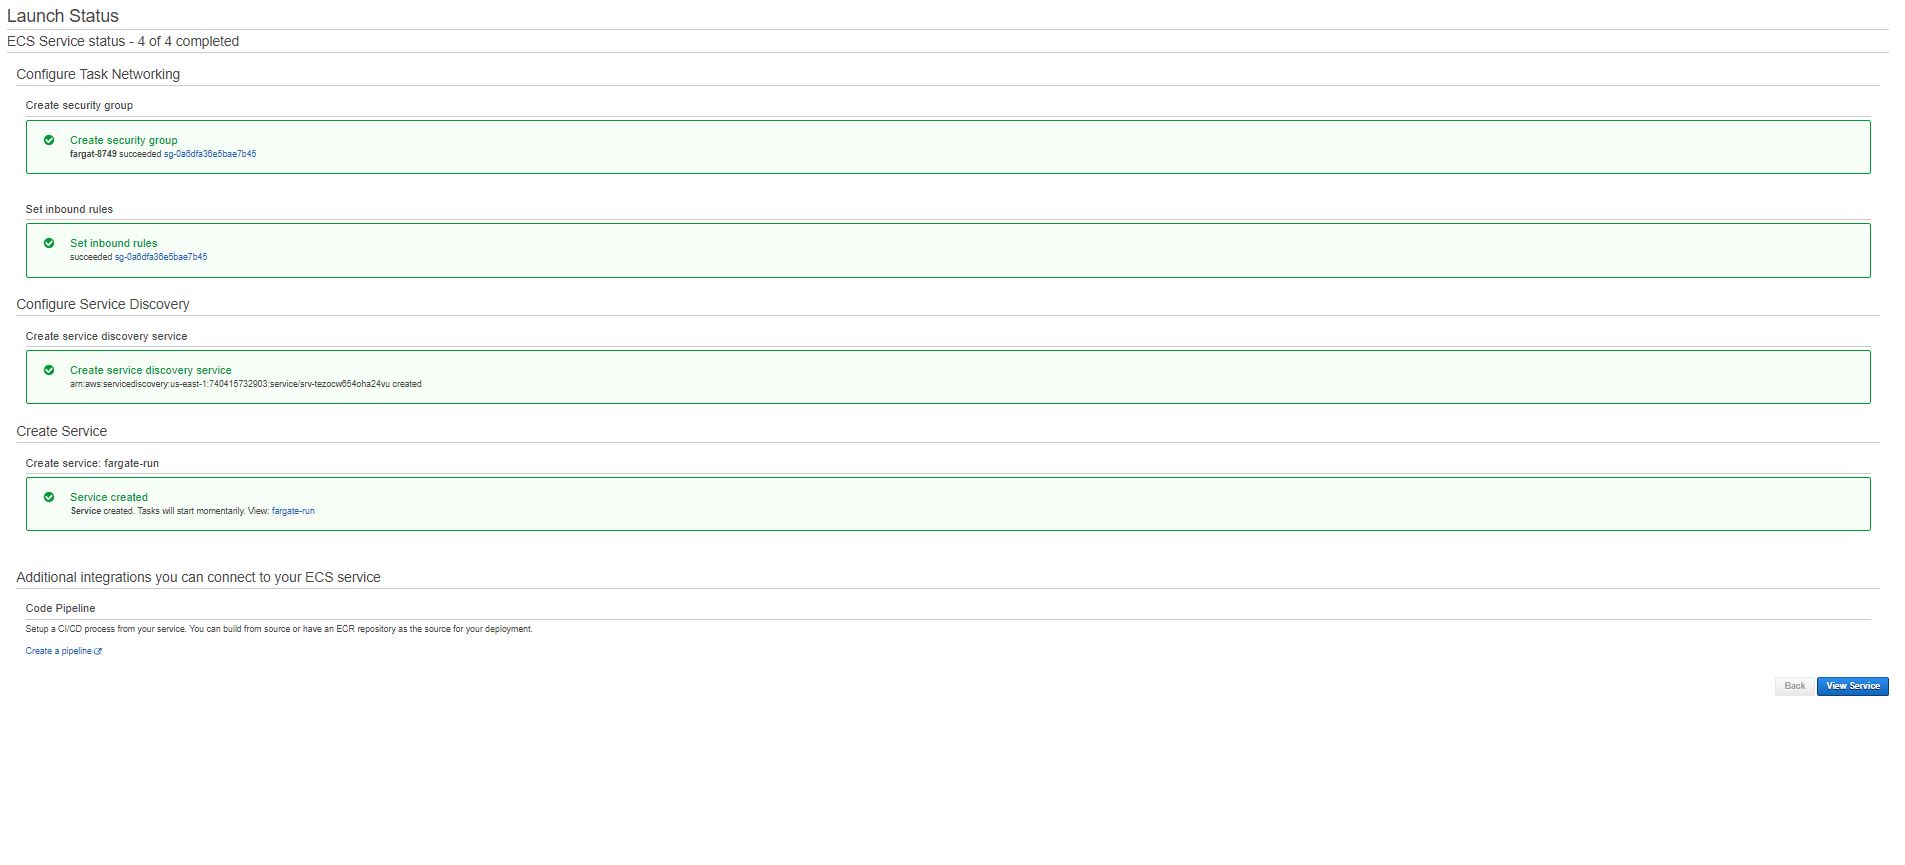 Launch Status
ECS Service status - 4 of 4 completed
Configure Task Networking
Create security group
Create security group
fargat-8749 succeeded sg-0a6dfa36e5bae7b45
Set inbound rules
Set inbound rules
succeeded sg-0a6dfa36e5bae7b45
Configure Service Discovery
Create service discovery service
Create service discovery service
arn:aws:servicediscovery:us-east-1:740415732903:service/srv-tezocw654oha24vu created
Create Service
Create service: fargate-run
Service created
Service created. Tasks will start momentarily. View: fargate-run
Additional integrations you can connect to your ECS service
Code Pipeline
Setup a CI/CD process from your service. You can build from source or have an ECR repository as the source for your deployment.
Create a pipeline
Back View Service